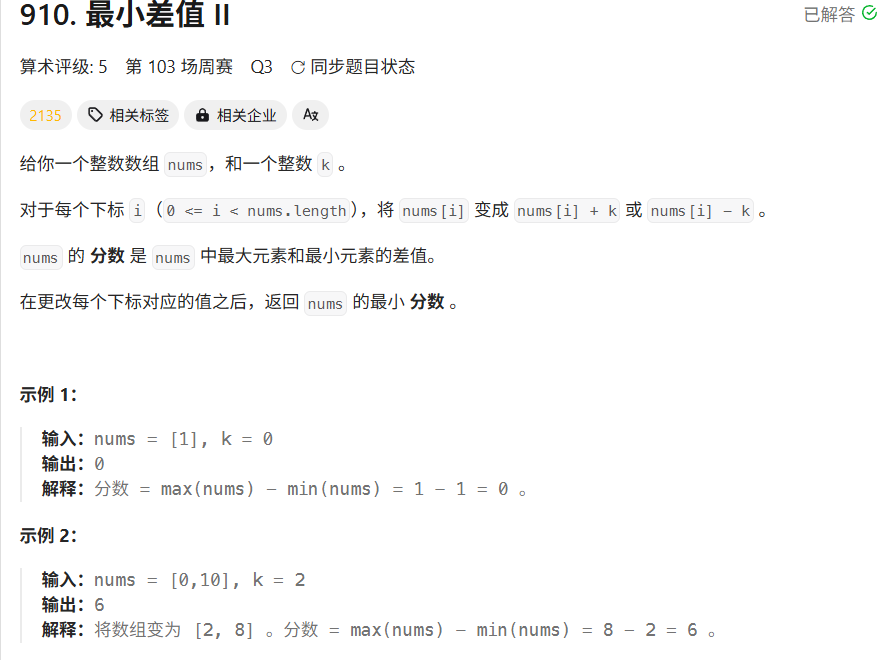 910. 最小差值 II
已解答
算术评级: 5 第 103 场周赛 Q3 同步题目状态
2135 相关标签 相关企业 Ax
给你一个整数数组 nums，和一个整数 k 。
对于每个下标 i（0 <= i < nums.length），将 nums[i] 变成 nums[i] + k 或 nums[i] - k 。
nums 的 分数 是 nums 中最大元素和最小元素的差值。
在更改每个下标对应的值之后，返回 nums 的最小 分数 。
示例 1：
输入：nums = [1], k = 0
输出：0
解释：分数 = max(nums) - min(nums) = 1 - 1 = 0 。
示例 2：
输入：nums = [0,10], k = 2
输出：6
解释：将数组变为 [2, 8] 。分数 = max(nums) - min(nums) = 8 - 2 = 6 。